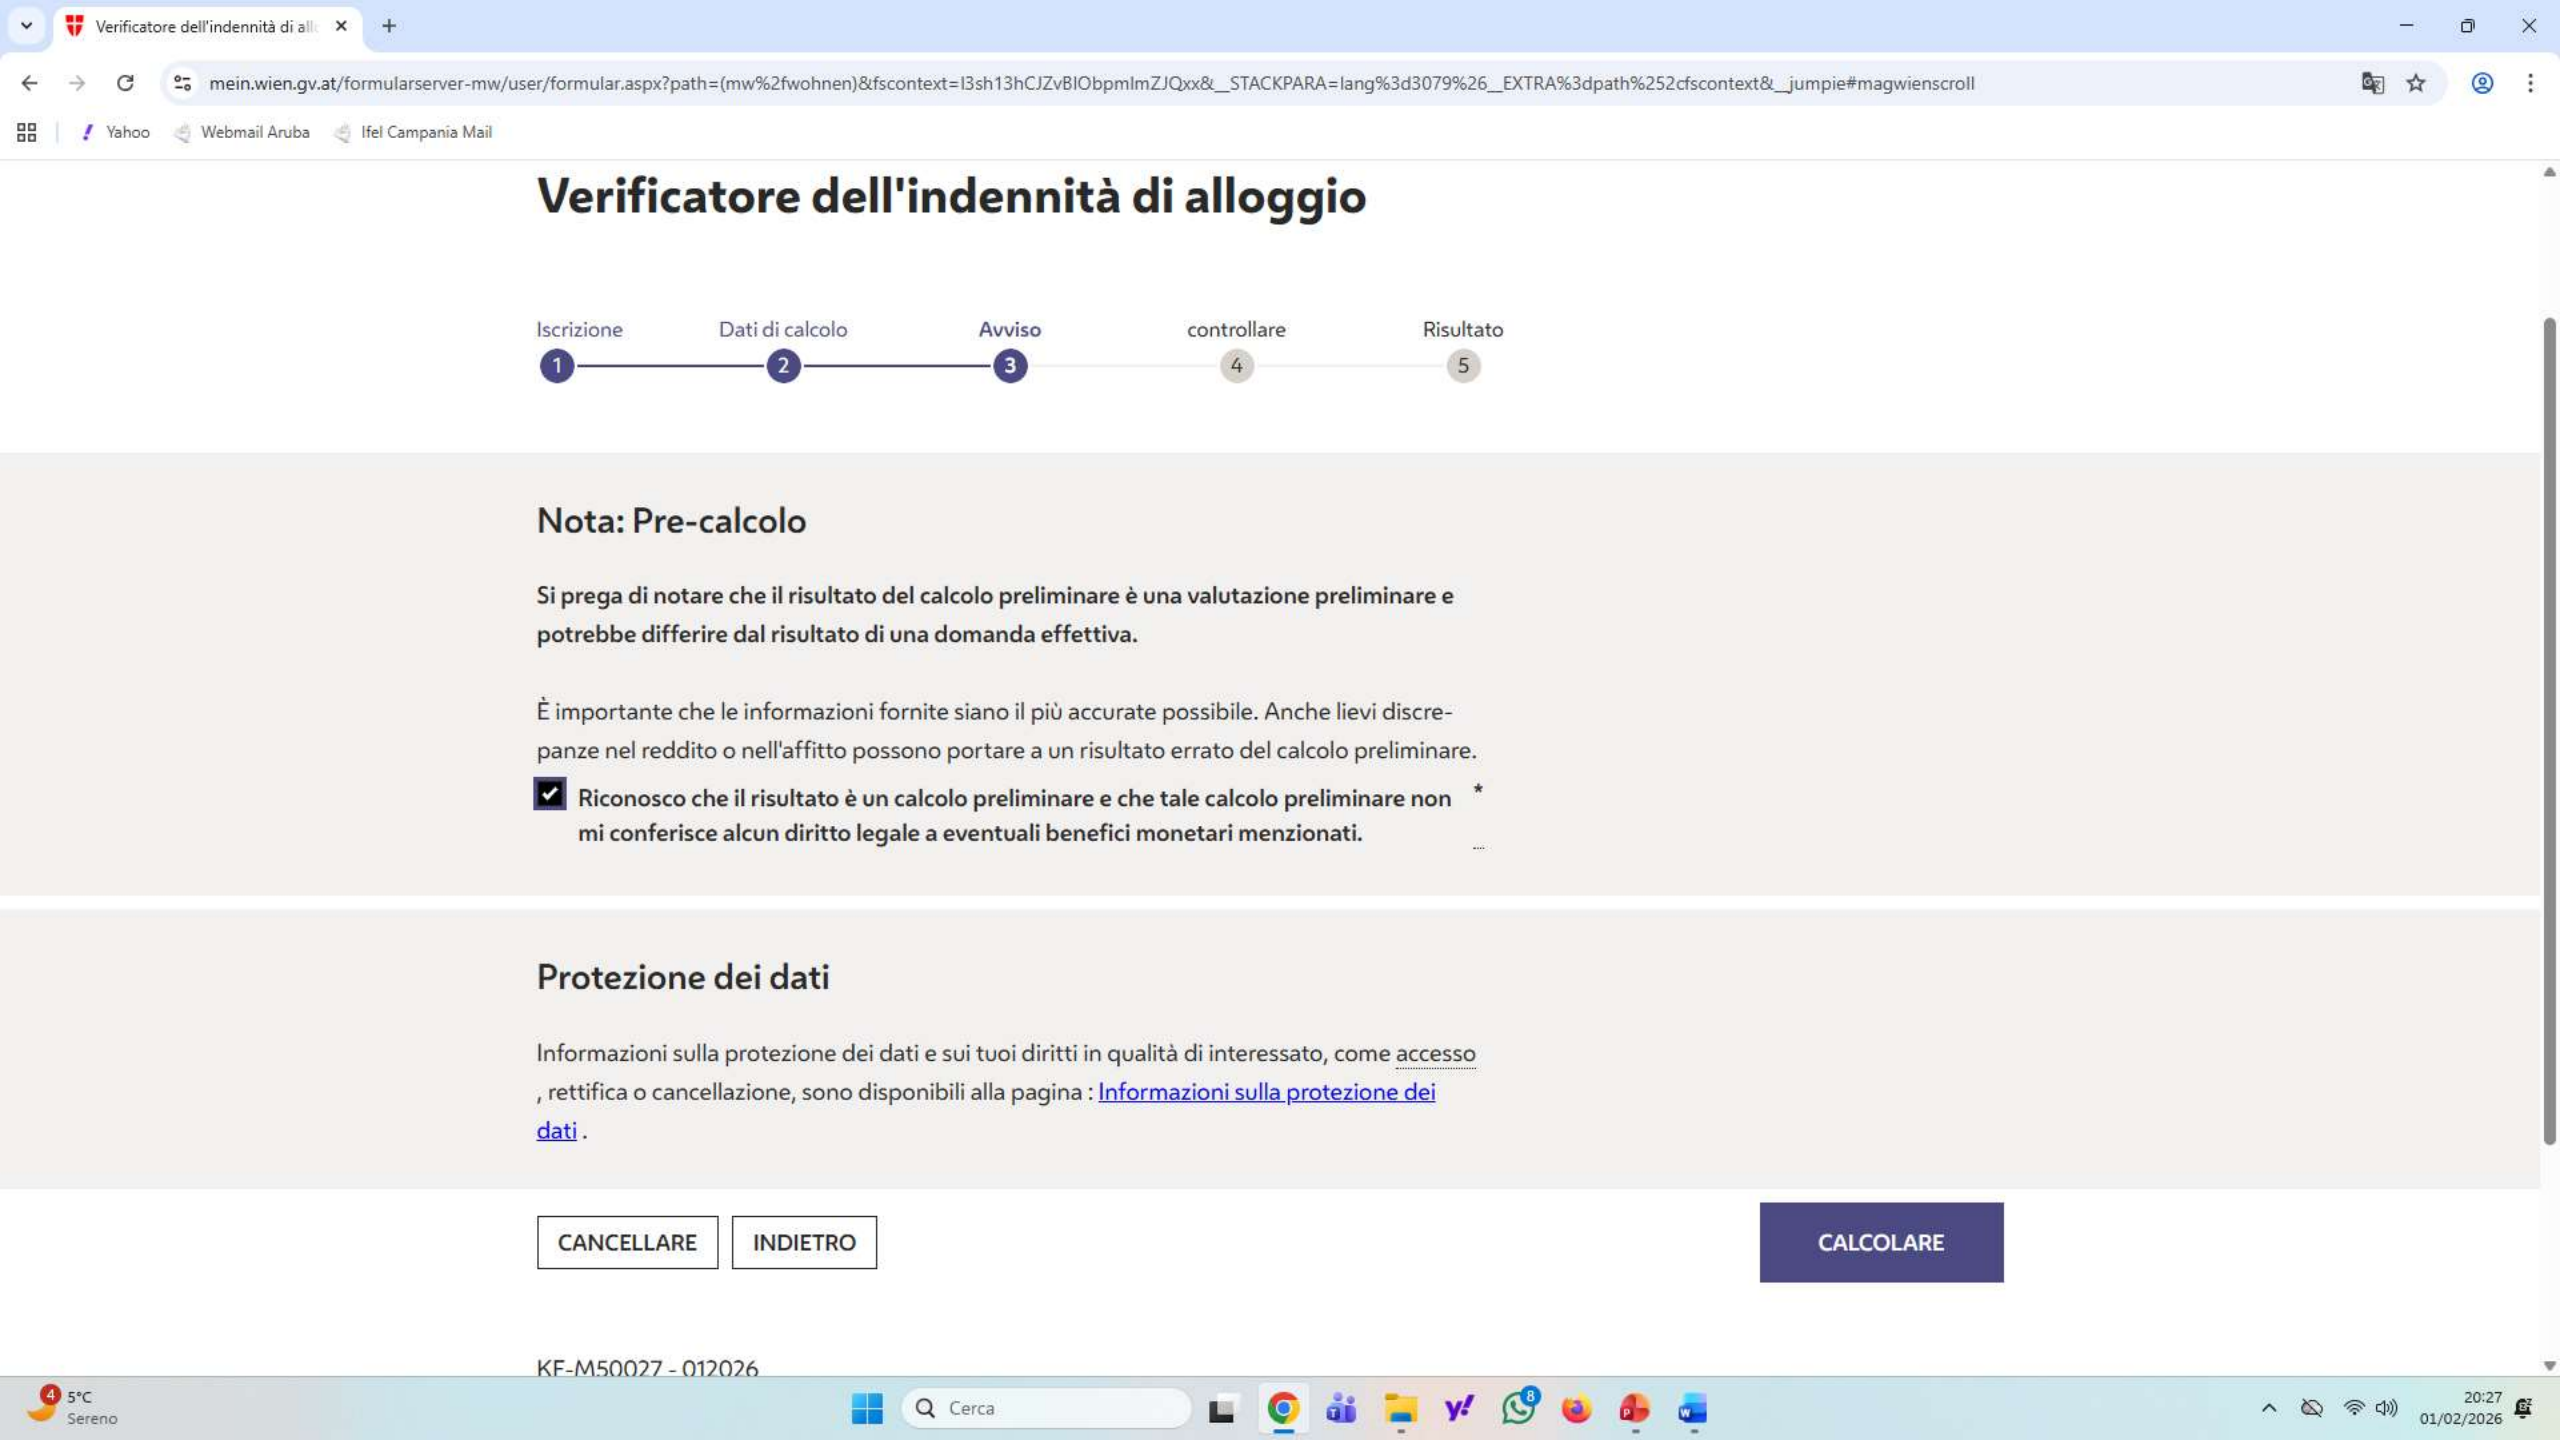 Verificatore dell'indennità di all
mein.wien.gv.at/formularserver-mw/user/formular.aspx?path=(mw%2fwohnen)&fscontext=I3sh13hCJZvBlObpmImZJQxx&__STACKPARA=lang%3d3079%26__EXTRA%3dpath%252cfscontext&__jumpie#magwienscroll
Yahoo Webmail Aruba Ifel Campania Mail
Verificatore dell'indennità di alloggio
Iscrizione Dati di calcolo Avviso controllare Risultato
1 2 3 4 5
Nota: Pre-calcolo
Si prega di notare che il risultato del calcolo preliminare è una valutazione preliminare e
potrebbe differire dal risultato di una domanda effettiva.
È importante che le informazioni fornite siano il più accurate possibile. Anche lievi discre-
panze nel reddito o nell'affitto possono portare a un risultato errato del calcolo preliminare.
Riconosco che il risultato è un calcolo preliminare e che tale calcolo preliminare non *
mi conferisce alcun diritto legale a eventuali benefici monetari menzionati.
Protezione dei dati
Informazioni sulla protezione dei dati e sui tuoi diritti in qualità di interessato, come accesso
, rettifica o cancellazione, sono disponibili alla pagina : Informazioni sulla protezione dei
dati .
CANCELLARE INDIETRO CALCOLARE
KF-M50027 - 012026
4 5°C
Sereno
Cerca
8
20:27
01/02/2026